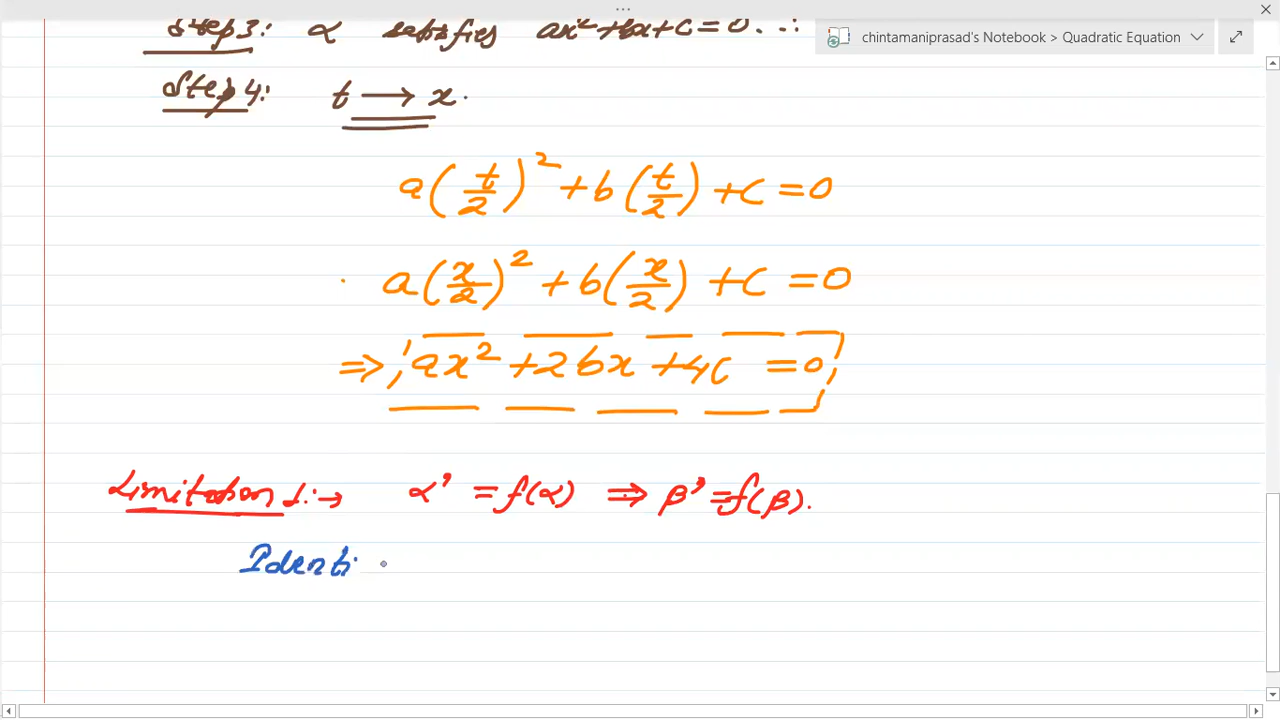 Step 3: α satisfies ax²+bx+c=0. ∴
chintamaniprasad's Notebook > Quadratic Equation
Step 4: t → x.
a(t/2)² + b(t/2) + c = 0
a(x/2)² + b(x/2) + c = 0
⇒ ax² + 2bx + 4c = 0
Limitation 1:→ α' = f(α) ⇒ β' = f(β).
Identi